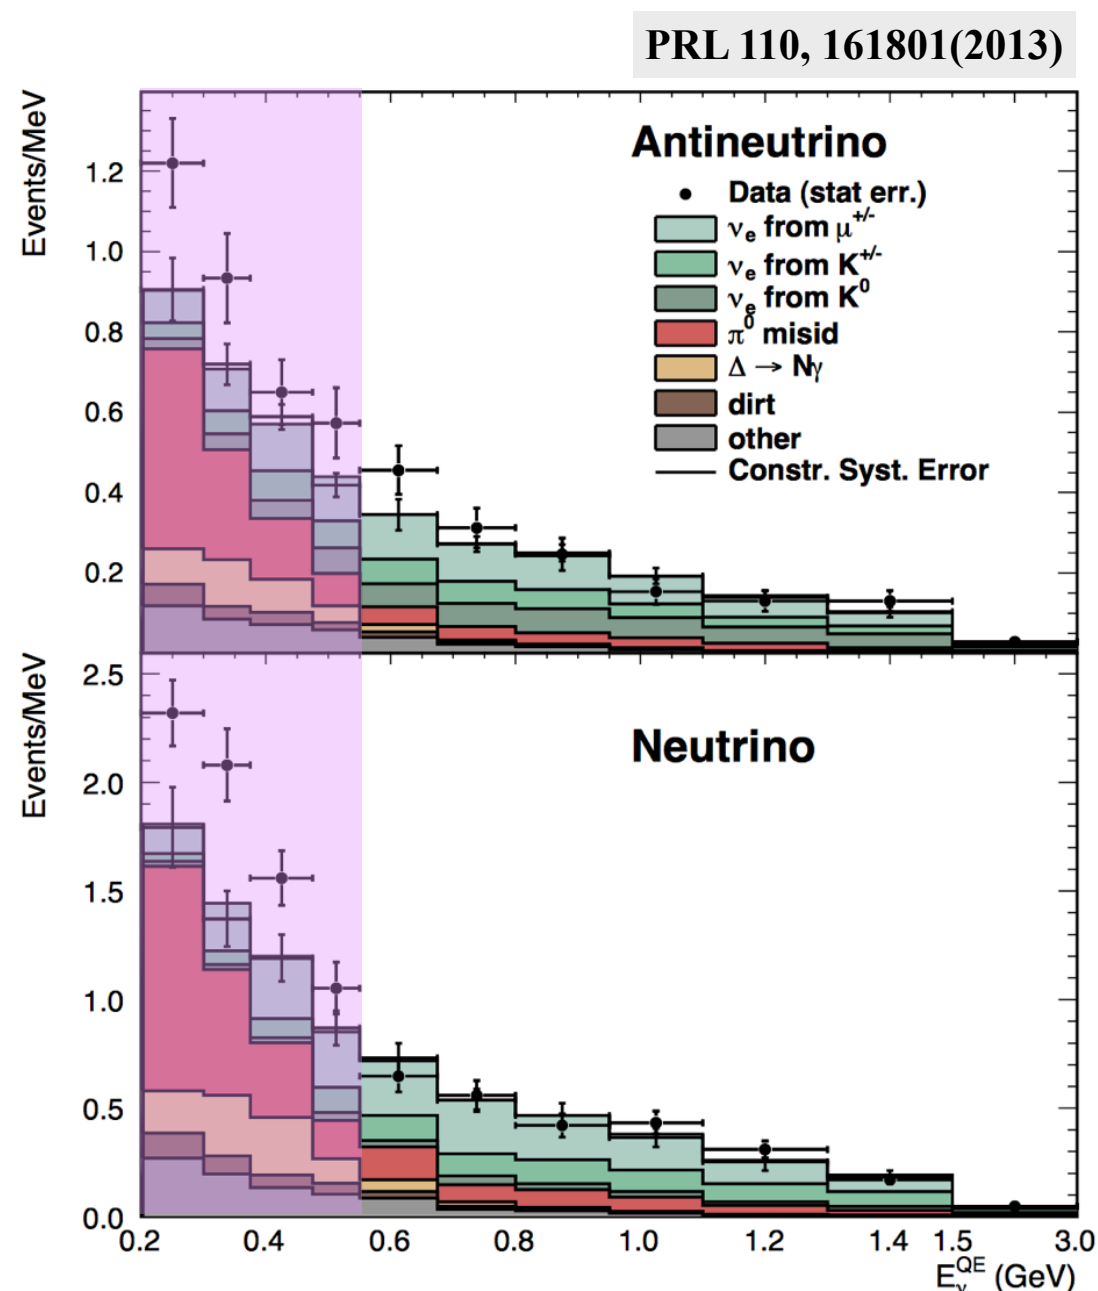 PRL 110, 161801(2013)
Events/MeV
1.2
1.0
0.8
0.6
0.4
0.2
Antineutrino
Data (stat err.)
νe from μ+/-
νe from K+/-
νe from K0
π0 misid
Δ → Nγ
dirt
other
Constr. Syst. Error
Events/MeV
2.5
2.0
1.5
1.0
0.5
0.0
Neutrino
0.2 0.4 0.6 0.8 1.0 1.2 1.4 1.5 3.0
EνQE (GeV)